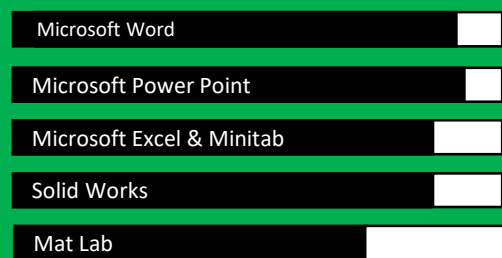 Microsoft Word
Microsoft Power Point
Microsoft Excel & Minitab
Solid Works
Mat Lab